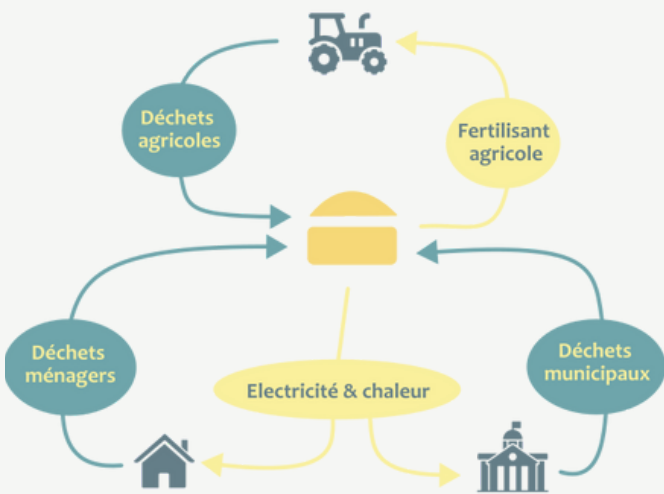 Déchets
agricoles
Fertilisant
agricole
Déchets
ménagers
Electricité & chaleur
Déchets
municipaux